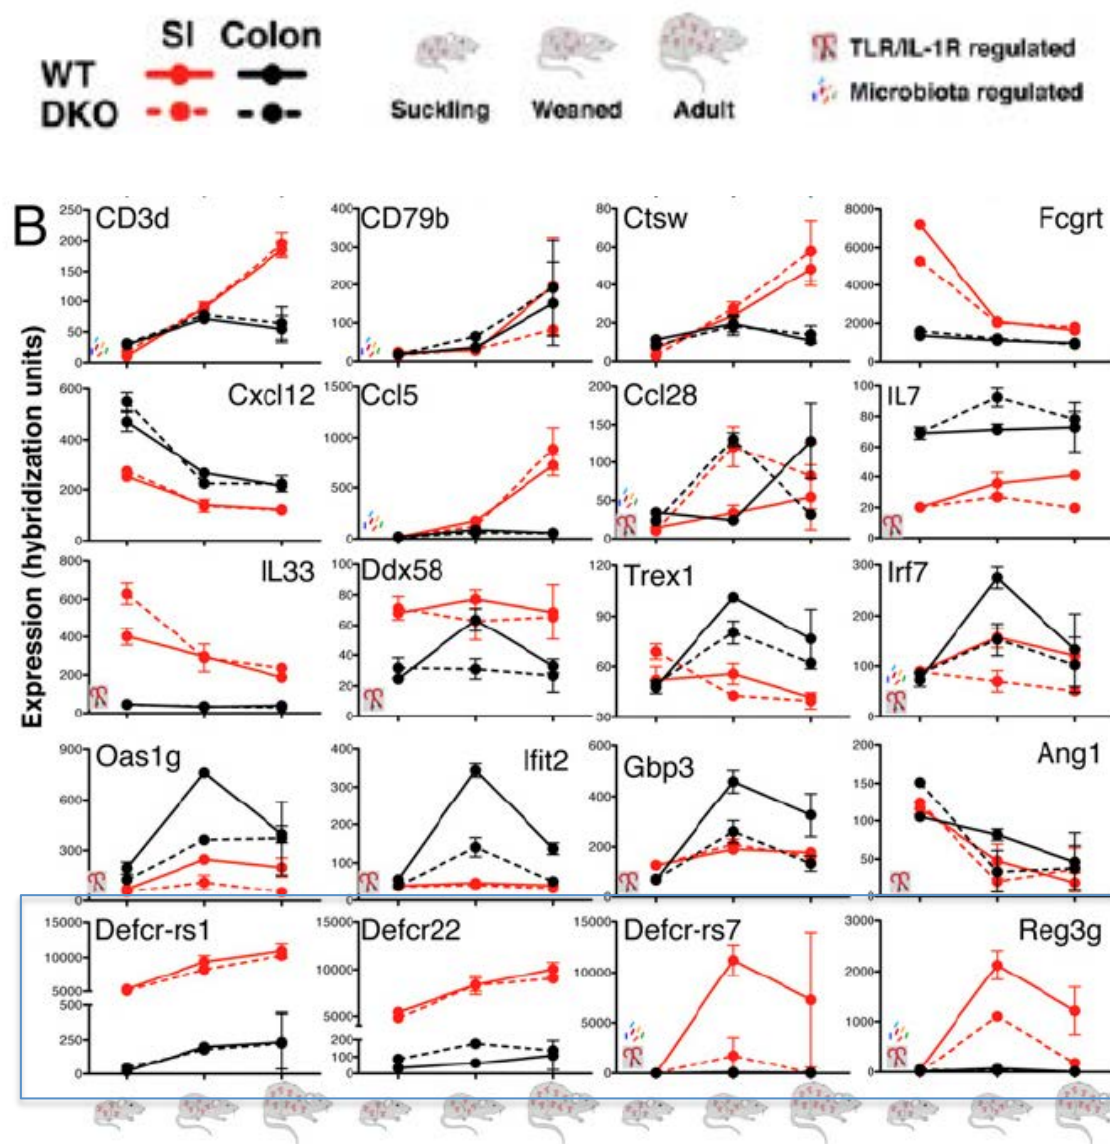 SI Colon
WT
DKO
Suckling Weaned Adult
TLR/IL-1R regulated
Microbiota regulated
B
Expression (hybridization units)
CD3d CD79b Ctsw Fcgrt
250 400 80 8000
200 300 60 6000
150 200 40 4000
100 100 20 2000
50 0 0 0
0
Cxcl12 Ccl5 Ccl28 IL7
600 1500 200 100
400 1000 150 80
200 500 100 60
0 0 50 40
0 20
0
IL33 Ddx58 Trex1 Irf7
800 100 120 300
600 80 90 200
400 60 60 100
200 40 30 0
0 20
0
Oas1g Ifit2 Gbp3 Ang1
900 400 600 200
600 300 400 150
300 200 200 100
0 100 0 50
0 0
Defcr-rs1 Defcr22 Defcr-rs7 Reg3g
15000 15000 15000 3000
10000 10000 10000 2000
5000 5000 5000 1000
500 200 0 0
250 100
0 0